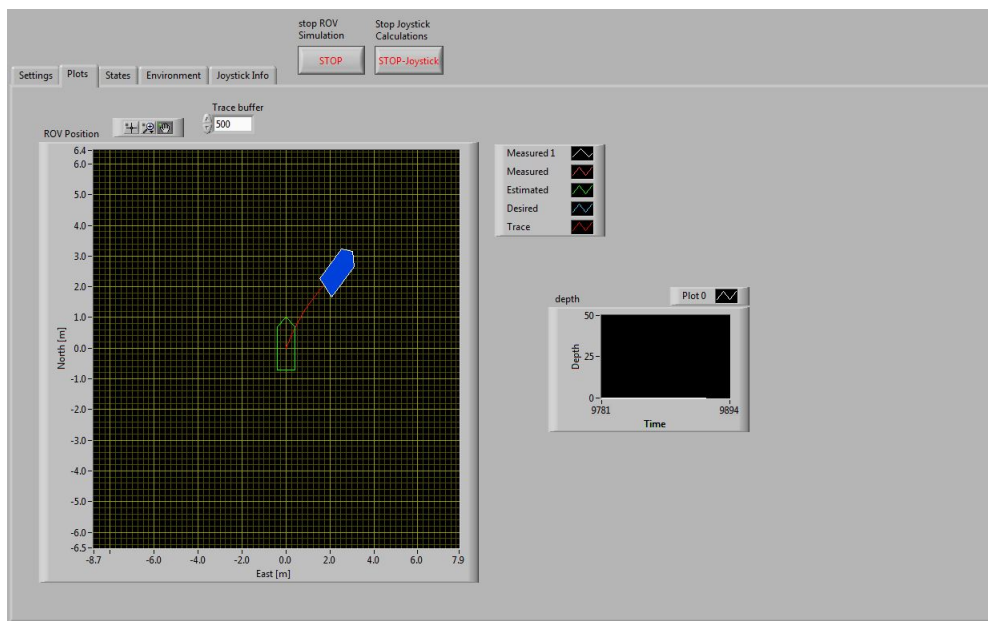 stop ROV
Simulation
Stop Joystick
Calculations
STOP
STOP-Joystick
Settings
Plots
States
Environment
Joystick Info
Trace buffer
500
ROV Position
6.4
6.0
5.0
4.0
3.0
2.0
1.0
0.0
-1.0
-2.0
-3.0
-4.0
-5.0
-6.0
-6.5
North [m]
-8.7
-6.0
-4.0
-2.0
0.0
2.0
4.0
6.0
7.9
East [m]
Measured 1
Measured
Estimated
Desired
Trace
depth
Plot 0
50
25
0
Depth
9781
9894
Time